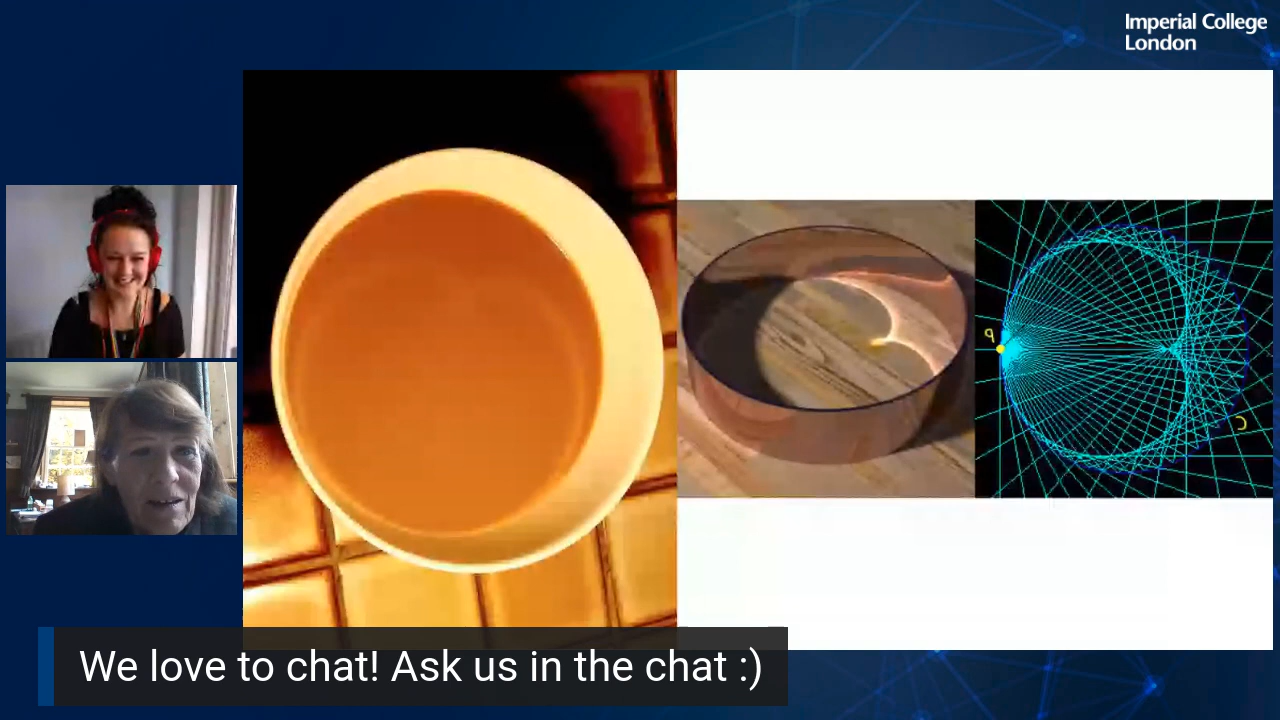 Imperial College
London
P
C
We love to chat! Ask us in the chat :)